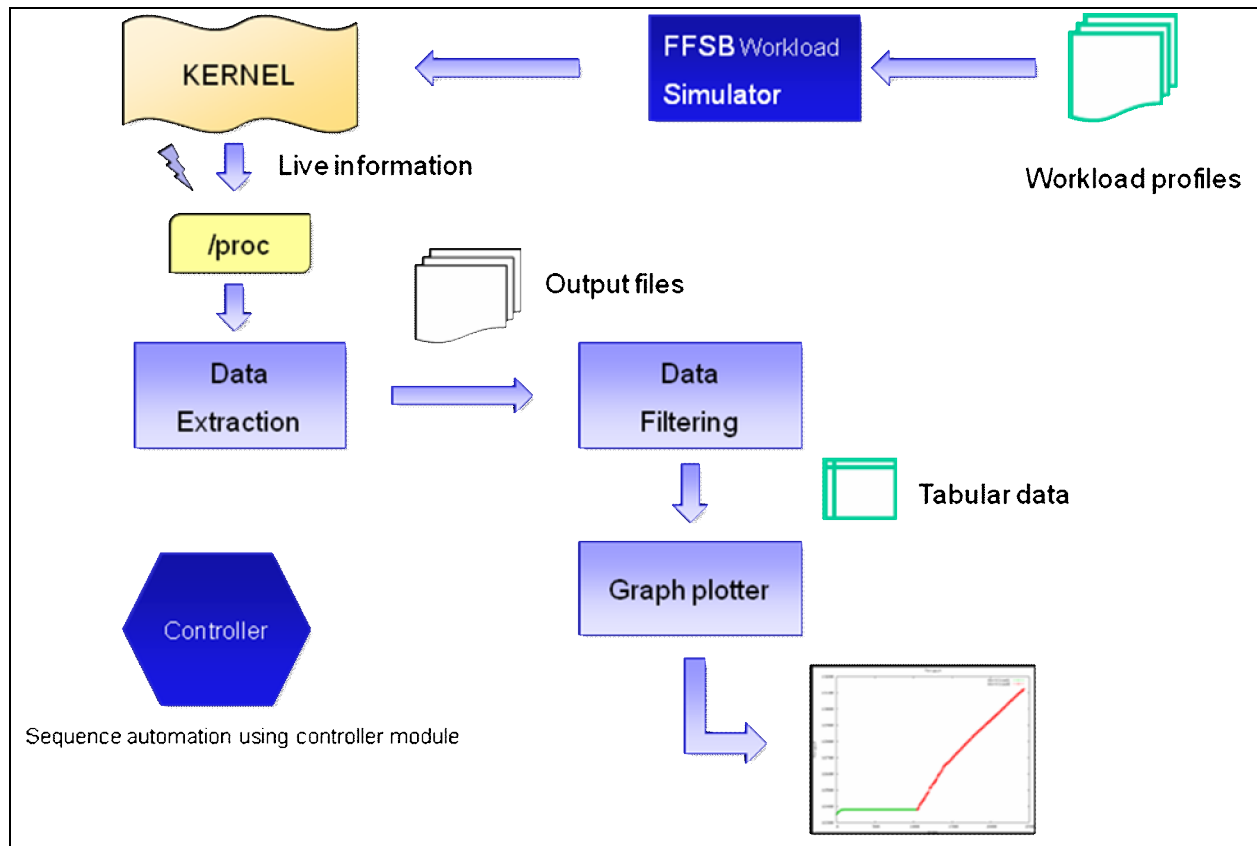 KERNEL
FFSB Workload
Simulator
Live information
Workload profiles
/proc
Output files
Data
Extraction
Data
Filtering
Tabular data
Graph plotter
Controller
Sequence automation using controller module